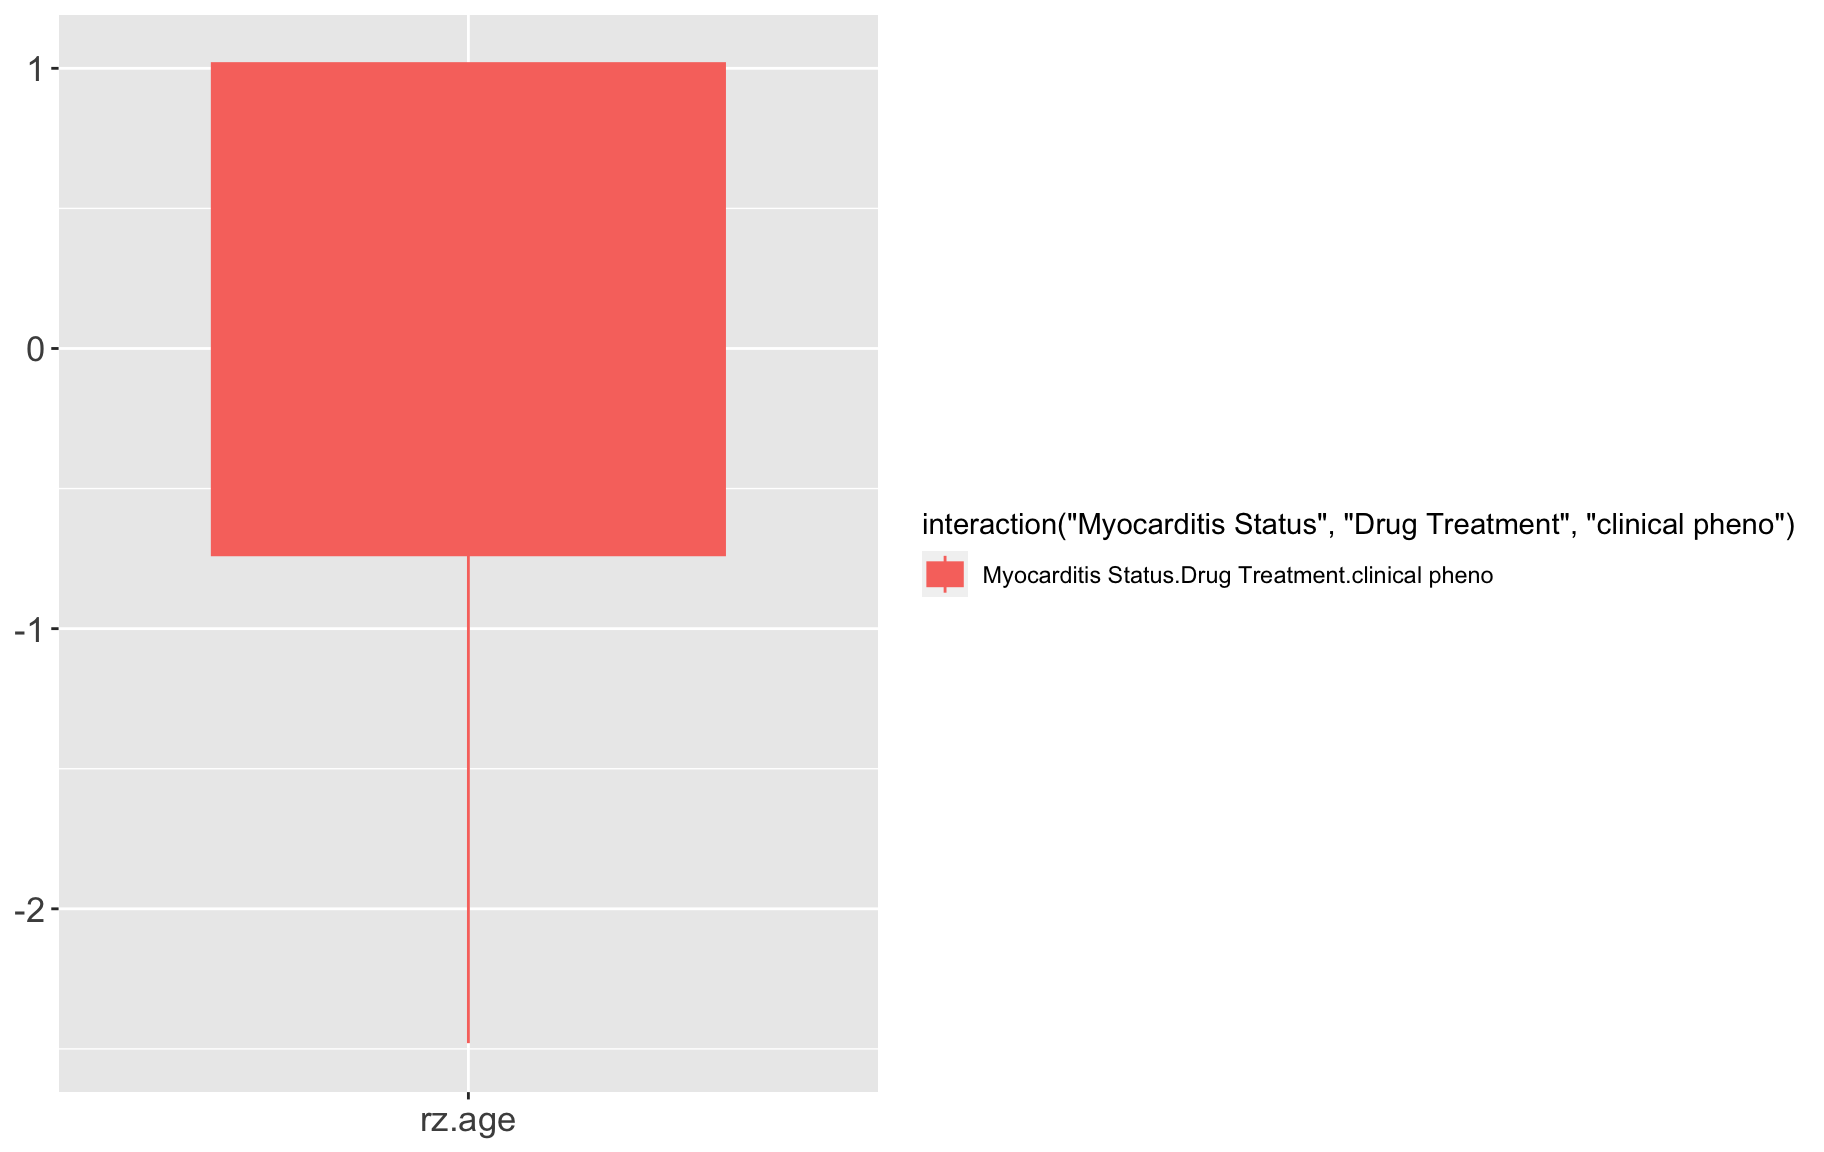 1
0
-1
-2
rz.age
interaction("Myocarditis Status", "Drug Treatment", "clinical pheno")
Myocarditis Status.Drug Treatment.clinical pheno